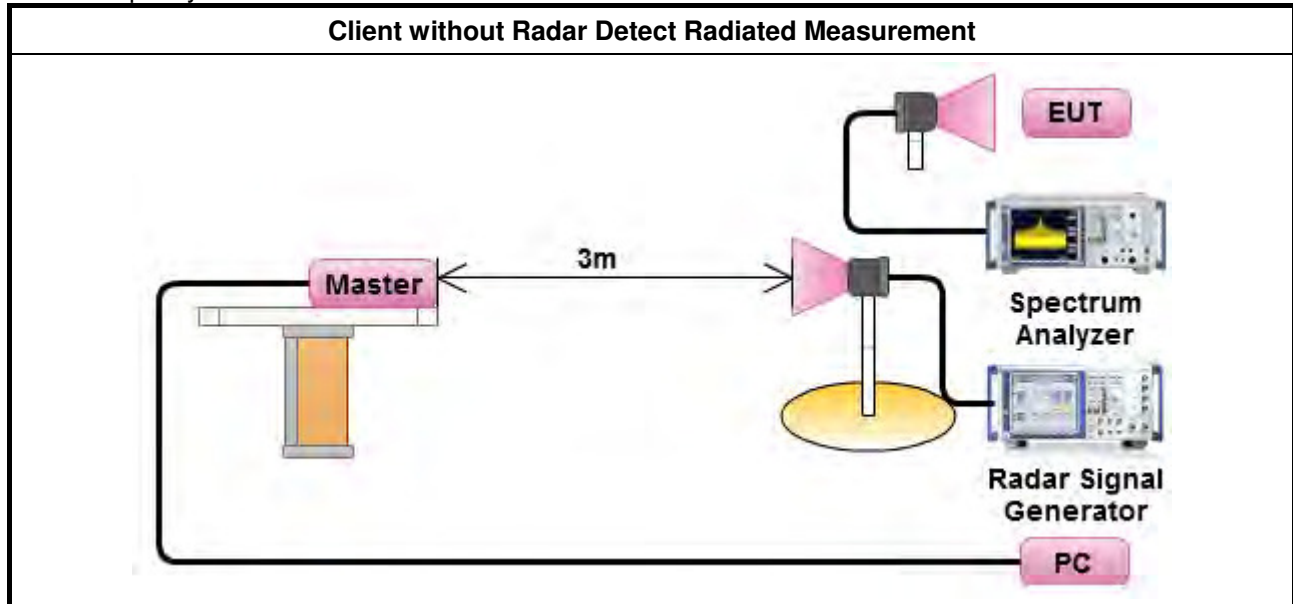 Client without Radar Detect Radiated Measurement
EUT
3m
Master
Spectrum
Analyzer
Radar Signal
Generator
PC